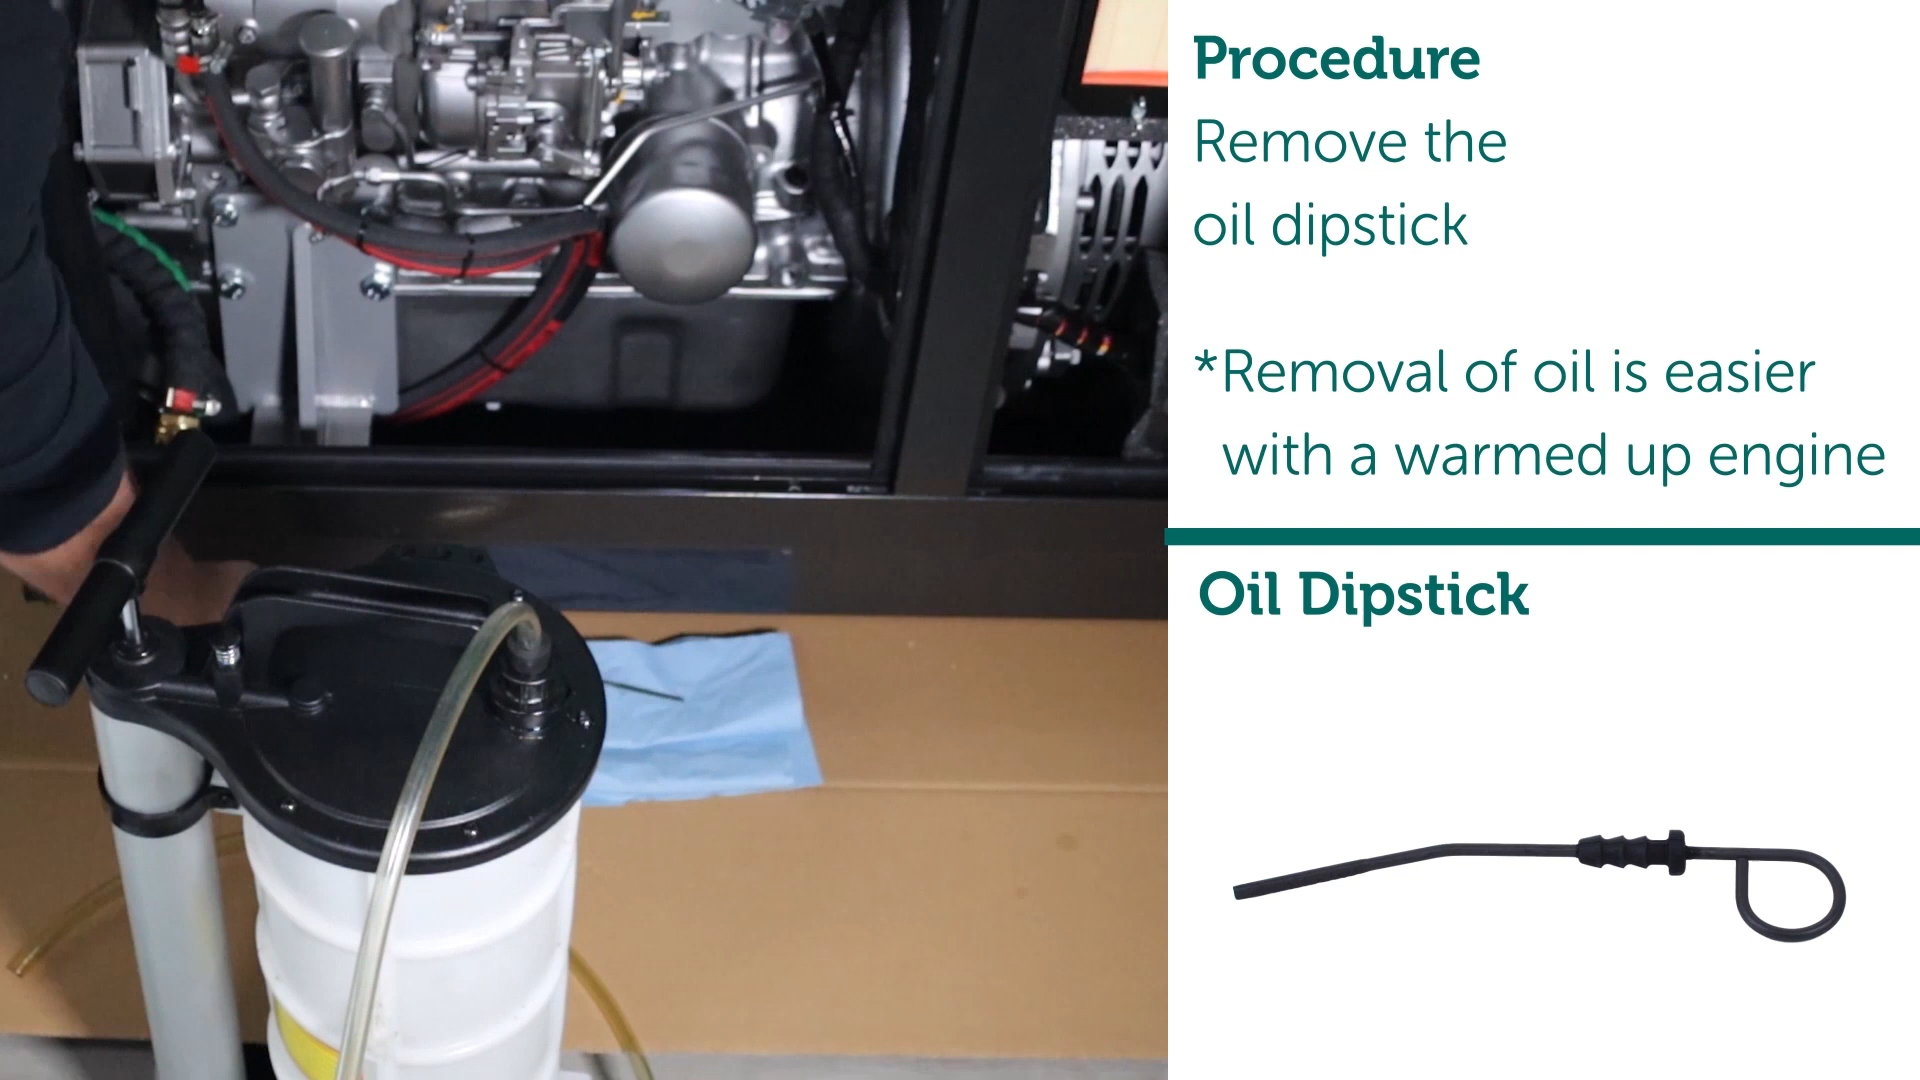 Procedure
Remove the
oil dipstick
*Removal of oil is easier
with a warmed up engine
Oil Dipstick